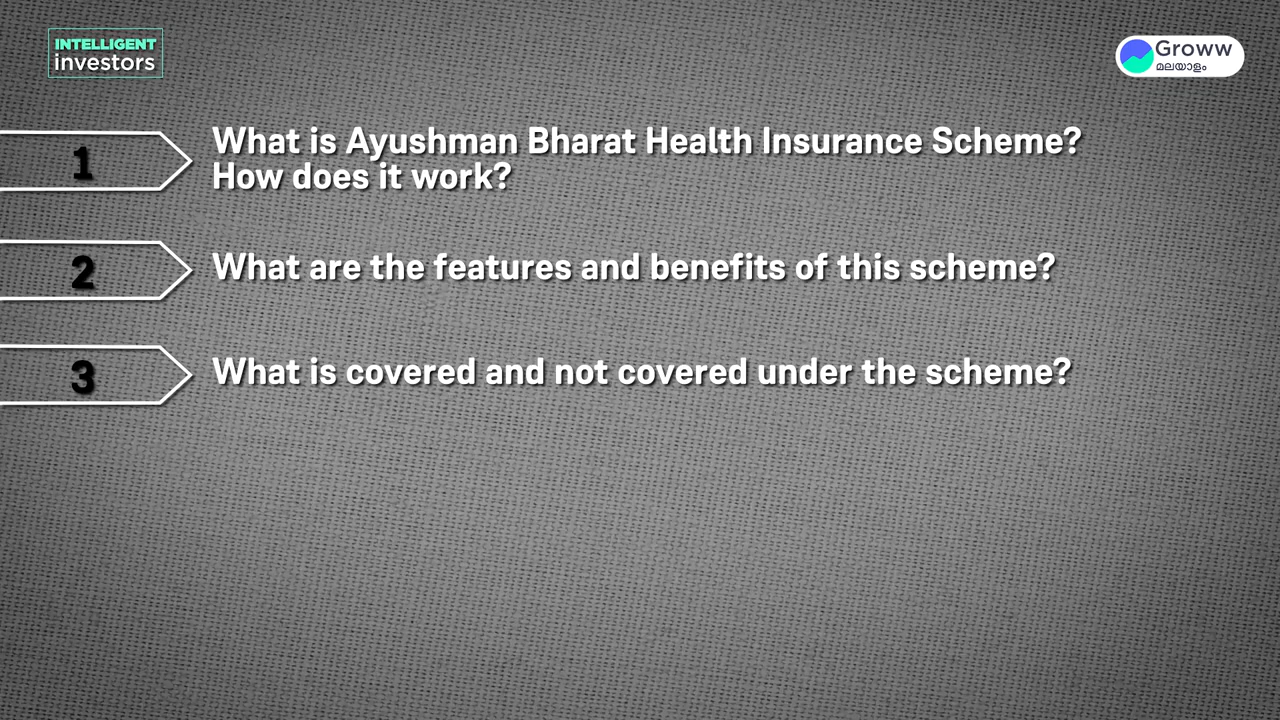 INTELLIGENT
investors
Groww
മലയാളം
1
What is Ayushman Bharat Health Insurance Scheme?
How does it work?
2
What are the features and benefits of this scheme?
3
What is covered and not covered under the scheme?